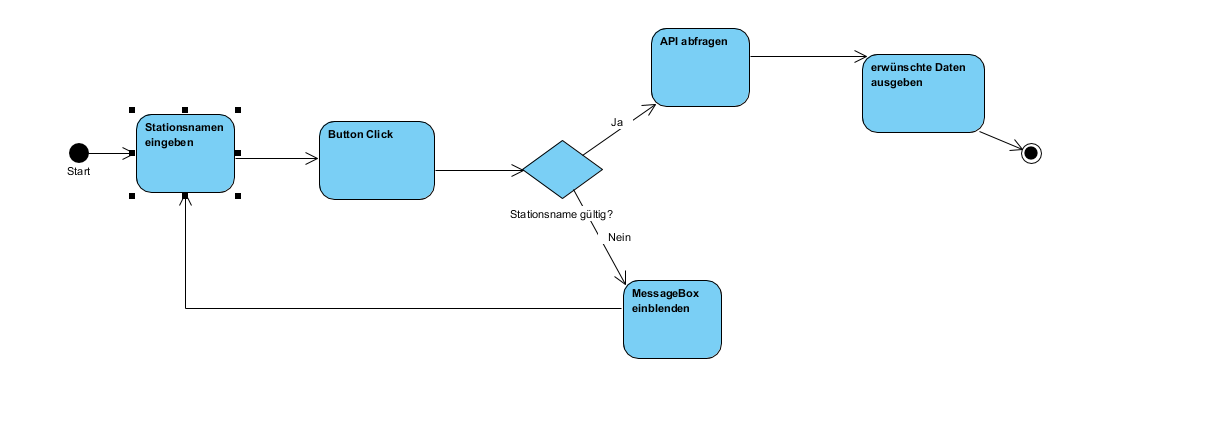 Start
Stationsnamen
eingeben
Button Click
Stationsname gültig?
Ja
Nein
API abfragen
erwünschte Daten
ausgeben
MessageBox
einblenden